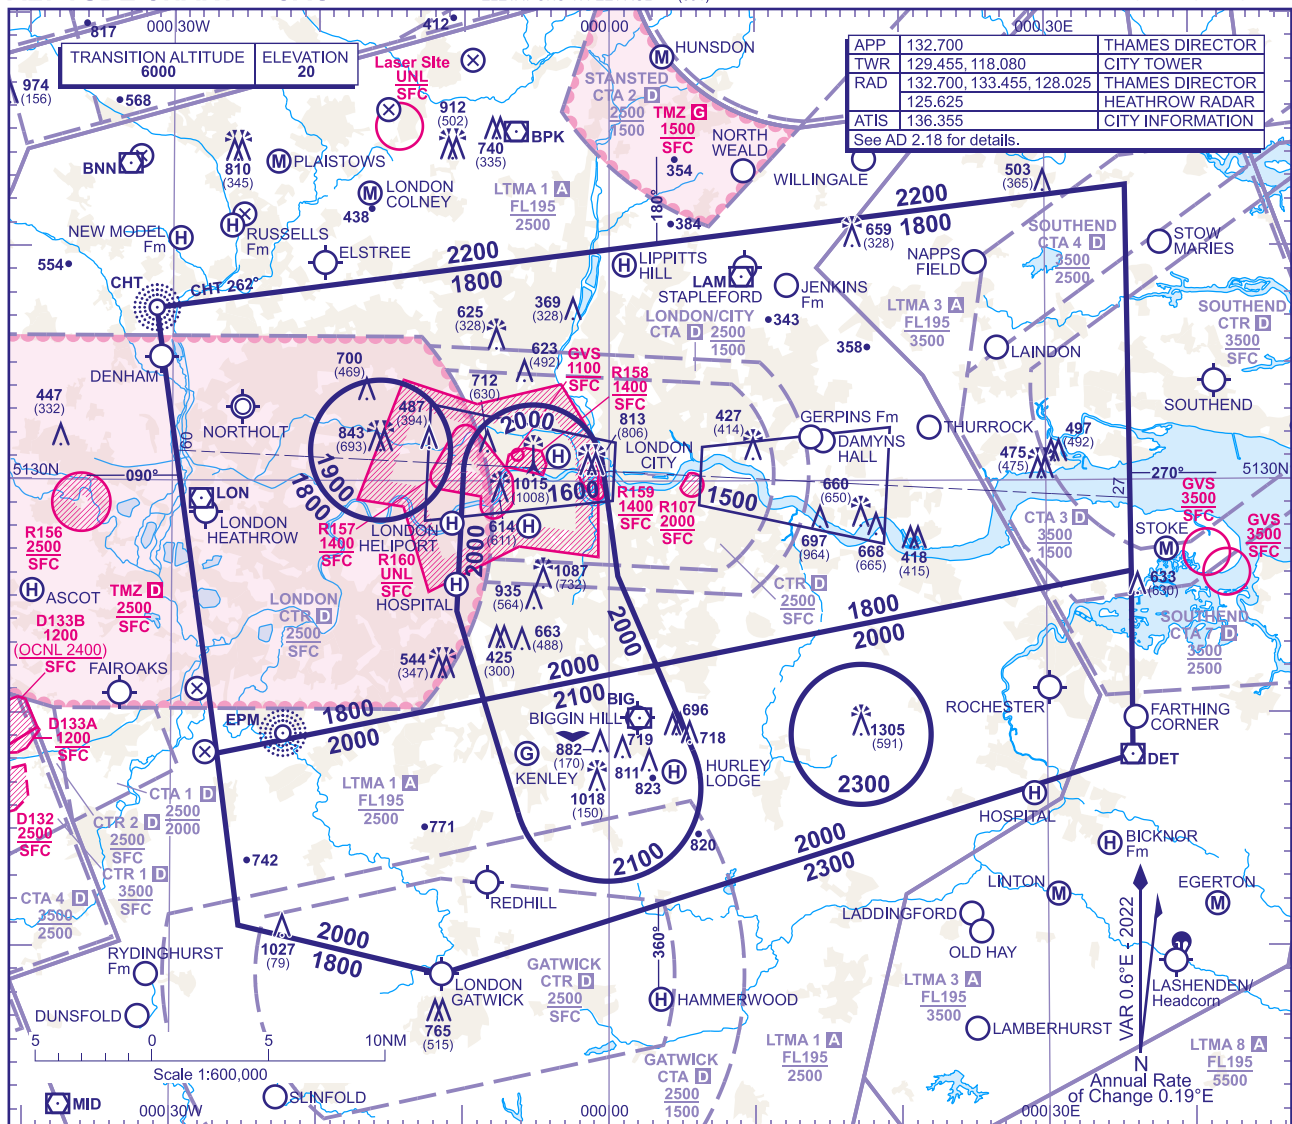 000 30W
000 00
000 30E
817
412
TRANSITION ALTITUDE
6000
ELEVATION
20
974
(156)
568
Laser SIte
UNL
SFC
912
(502)
740
(335)
BPK
HUNSDON
STANSTED
CTA 2 D
2500
1500
TMZ G
1500
SFC
354
NORTH
WEALD
APP 132.700 THAMES DIRECTOR
TWR 129.455, 118.080 CITY TOWER
RAD 132.700, 133.455, 128.025 THAMES DIRECTOR
125.625 HEATHROW RADAR
ATIS 136.355 CITY INFORMATION
See AD 2.18 for details.
BNN
810
(345)
PLAISTOWS
LONDON
COLNEY
438
LTMA 1 A
FL195
2500
180°
384
WILLINGALE
503
(365)
2200
1800
659
(328)
NEW MODEL
Fm
RUSSELLS
Fm
ELSTREE
554
CHT
CHT 262°
2200
1800
LIPPITTS
HILL
LAM
STAPLEFORD
JENKINS
Fm
343
358
NAPPS
FIELD
SOUTHEND
CTA 4 D
3500
2500
STOW
MARIES
LTMA 3 A
FL195
3500
LAINDON
SOUTHEND
CTR D
3500
SFC
SOUTHEND
625
(328)
369
(328)
LONDON/CITY
CTA D 2500
1500
DENHAM
700
(469)
623
(492)
GVS
1100
SFC
R158
1400
SFC
712
(630)
447
(332)
NORTHOLT
487
(394)
843
(693)
2000
813
(806)
LONDON
CITY
427
(414)
GERPINS Fm
DAMYNS
HALL
THURROCK
475
(475)
497
(492)
5130N
090°
60
1900
1800
270°
27
5130N
LON
LONDON
HEATHROW
R156
2500
SFC
R157
1400
SFC
LONDON
HELIPORT
1015
(1008)
1600
614
(611)
R159
1400
SFC
R107
2000
SFC
1500
660
(650)
697
(964)
668
(665)
418
(415)
CTA 3 D
3500
1500
GVS
3500
SFC
GVS
3500
SFC
STOKE
633
(630)
ASCOT
TMZ D
2500
SFC
LONDON
CTR D
2500
SFC
R160
UNL
SFC
HOSPITAL
2000
935
(564)
1087
(732)
2000
CTR D
2500
SFC
1800
2000
SOUTHEND
CTA 7 D
3500
2500
D133B
1200
(OCNL 2400)
SFC
FAIROAKS
D133A
1200
SFC
544
(347)
425
(300)
663
(488)
2000
2100
EPM
1800
2000
BIG
BIGGIN HILL
696
719
718
882
(170)
811
823
1018
(150)
KENLEY
HURLEY
LODGE
1305
(591)
2300
ROCHESTER
FARTHING
CORNER
DET
D132
2500
SFC
CTA 1 D
2500
2000
CTR 2 D
2500
SFC
CTR 1 D
3500
SFC
CTA 4 D
3500
2500
LTMA 1 A
FL195
2500
771
742
2100
820
2000
2300
HOSPITAL
BICKNOR
Fm
REDHILL
LINTON
EGERTON
LADDINGFORD
OLD HAY
1027
(79)
2000
1800
RYDINGHURST
Fm
DUNSFOLD
LONDON
GATWICK
765
(515)
GATWICK
CTR D
2500
SFC
360°
HAMMERWOOD
LTMA 3 A
FL195
3500
LAMBERHURST
VAR 0.6°E - 2022
LASHENDEN/
Headcorn
5 0 5 10NM
Scale 1:600,000
MID
SLINFOLD
GATWICK
CTA D
2500
1500
LTMA 1 A
FL195
2500
N
Annual Rate
of Change 0.19°E
LTMA 8 A
FL195
5500
000 30W
000 00
000 30E